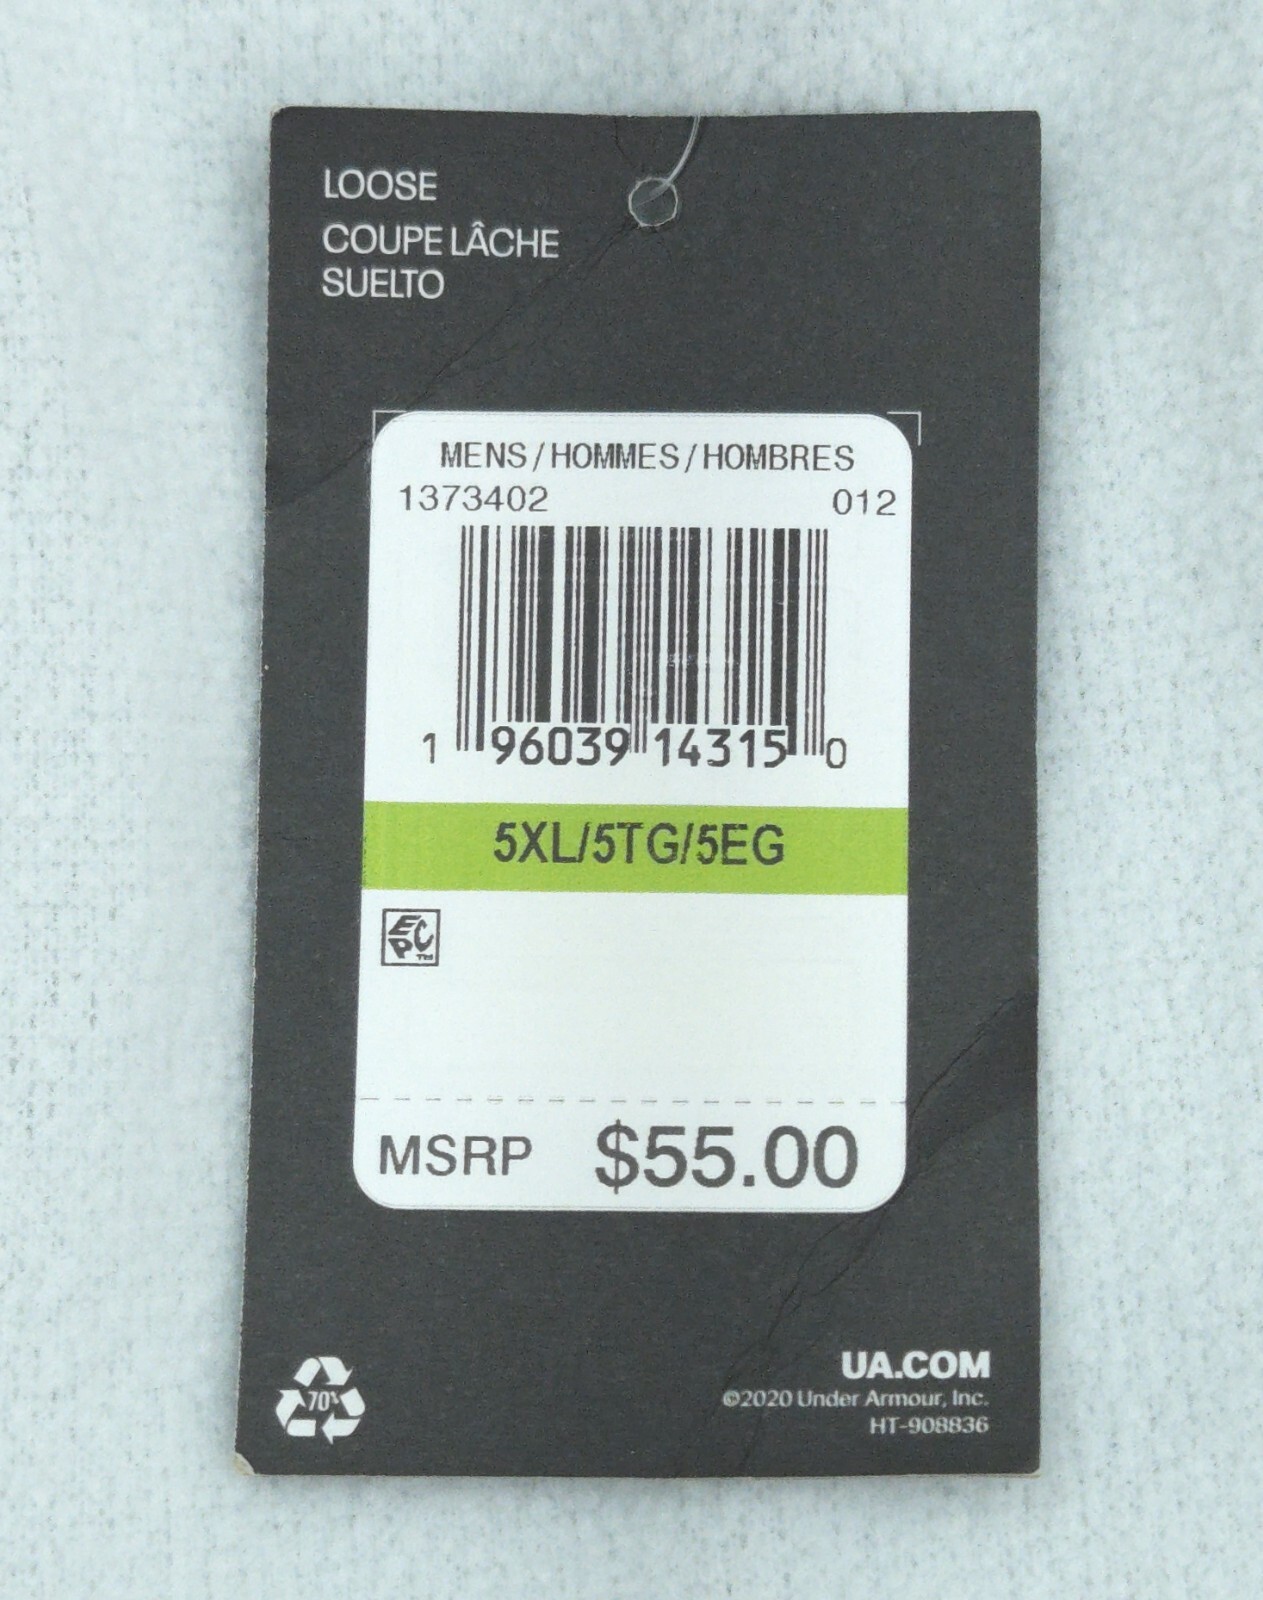 LOOSE
COUPE LÂCHE
SUELTO
MENS/HOMMES/HOMBRES
1373402 012
1 96039 14315 0
5XL/5TG/5EG
EPC™
MSRP $55.00
70%
UA.COM
©2020 Under Armour, Inc.
HT-908836